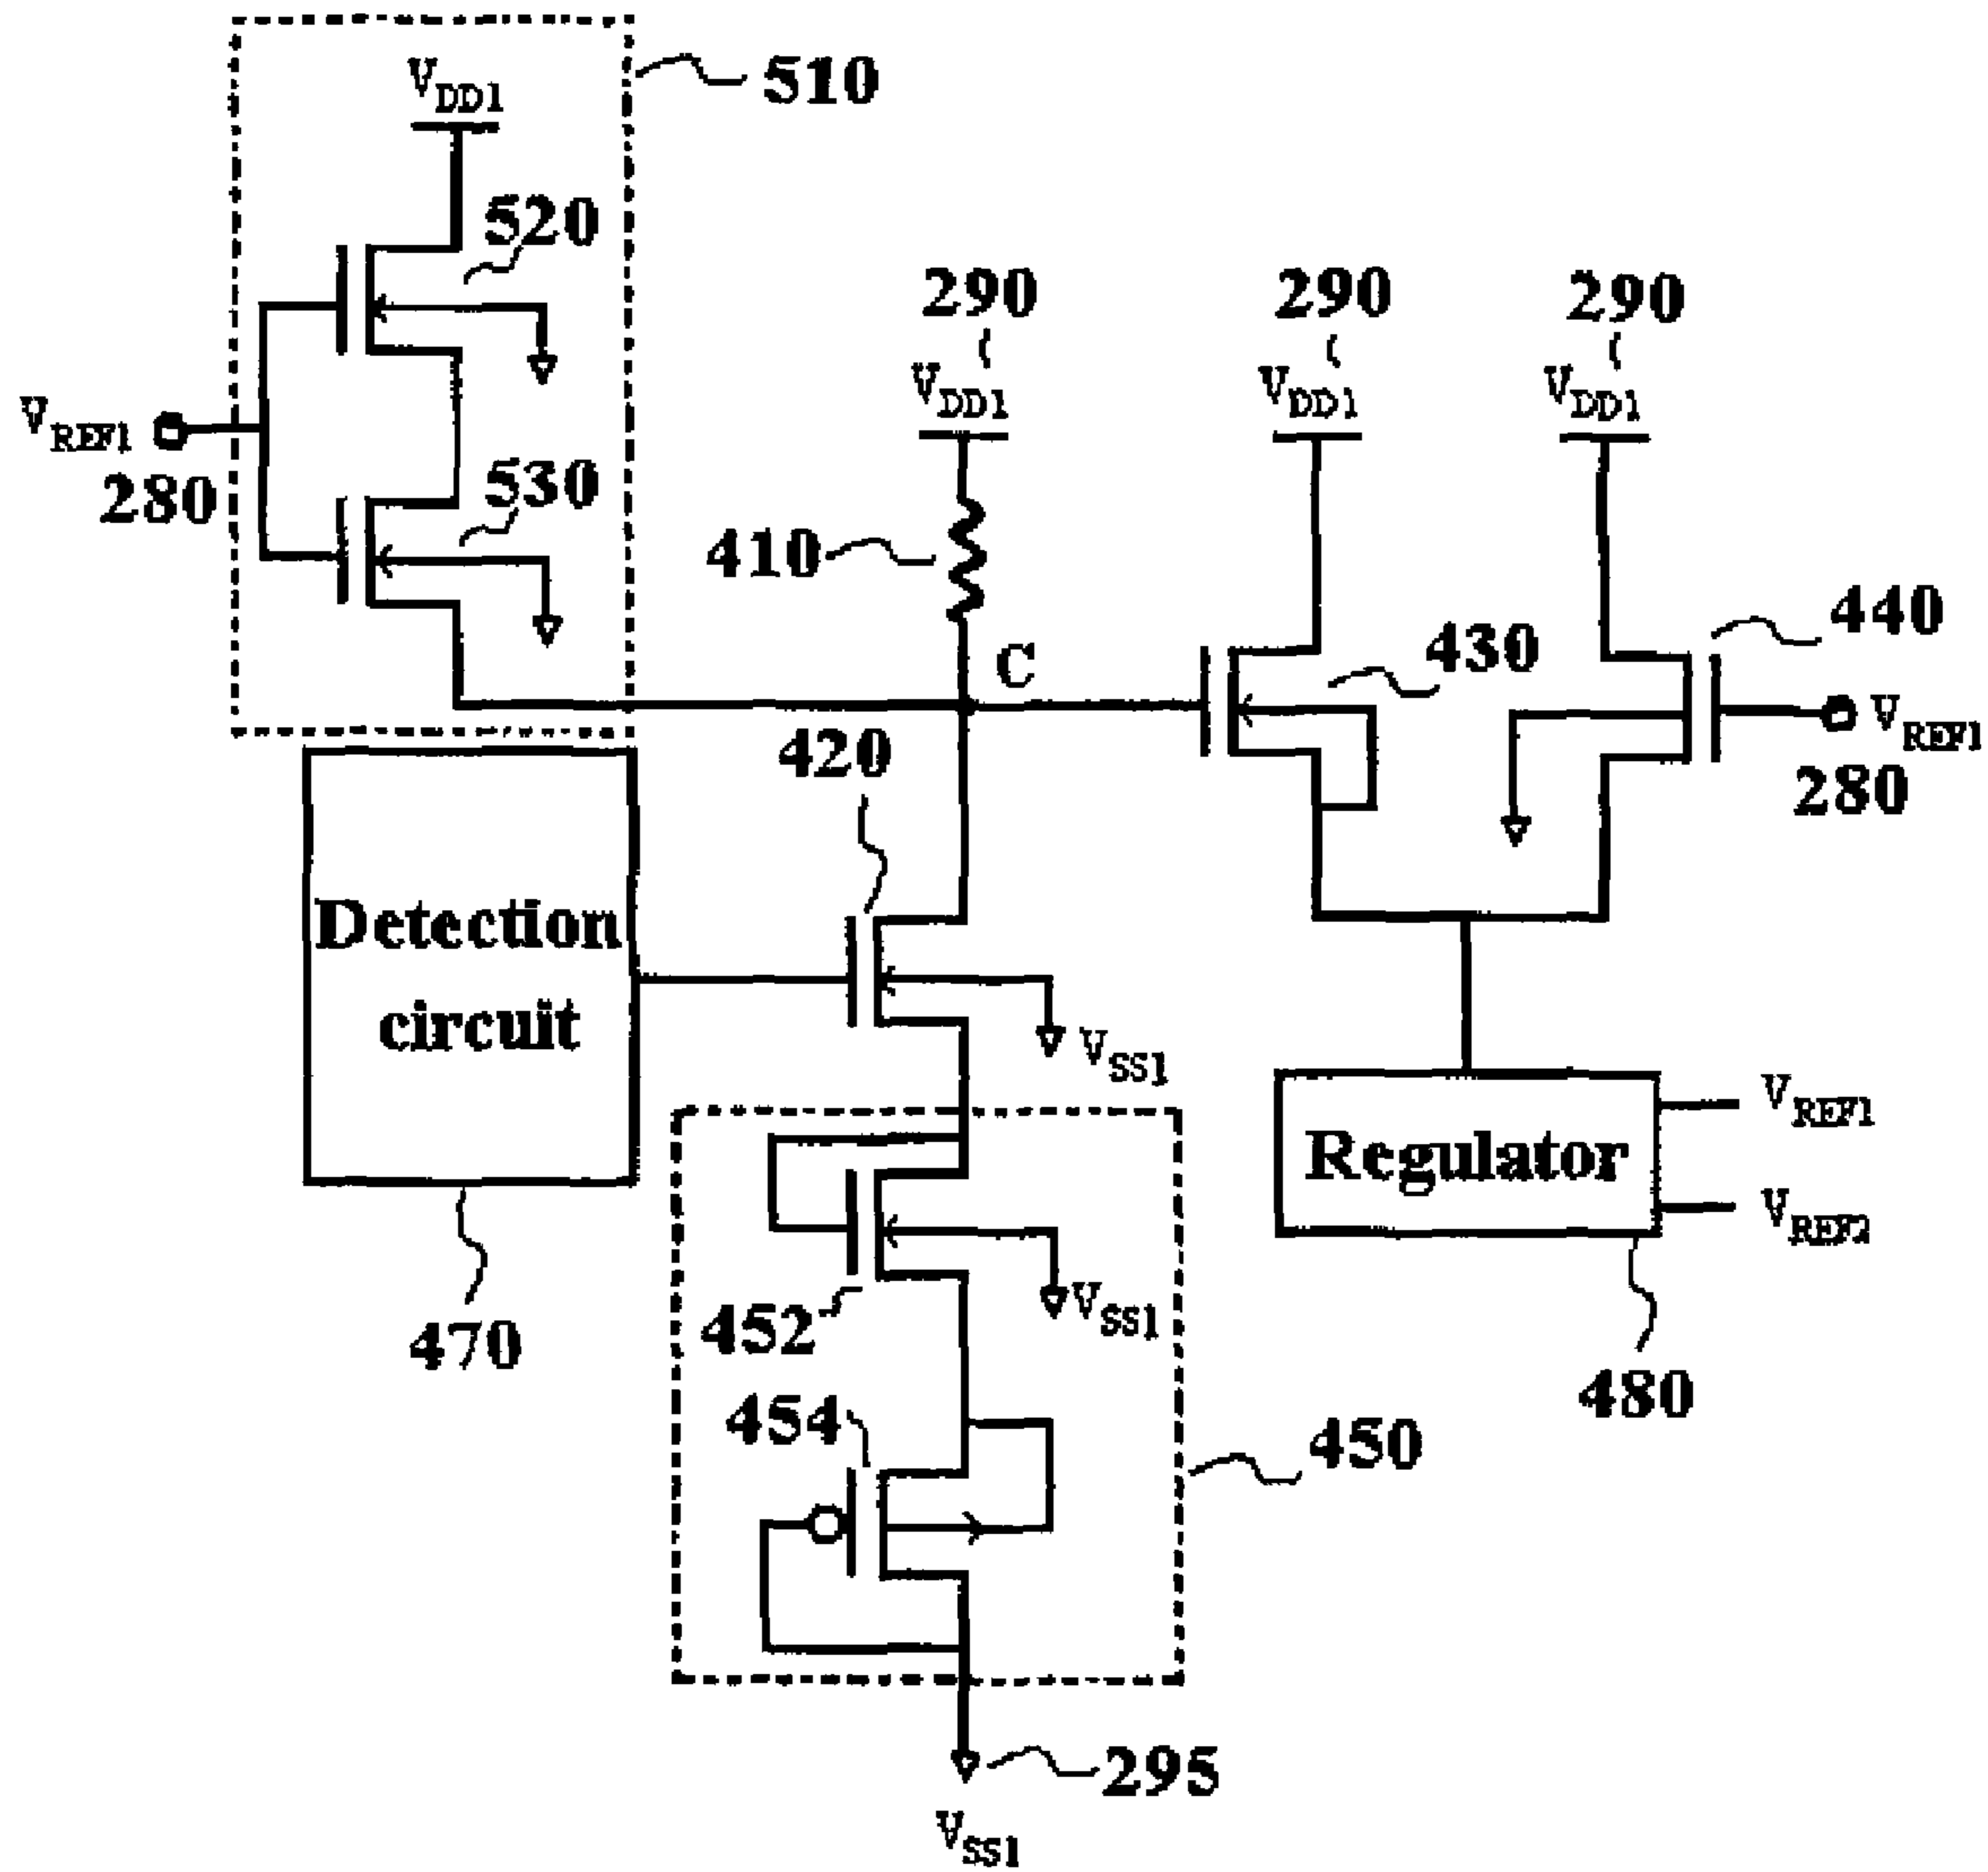 510
VDD1
520
290
290
290
VDD1
VDD1
VDD1
VREF1
280
530
410
440
430
C
VREF1
280
420
Detection
circuit
VSS1
VREF1
Regulator
VREF2
VSS1
452
470
480
454
450
295
VSS1